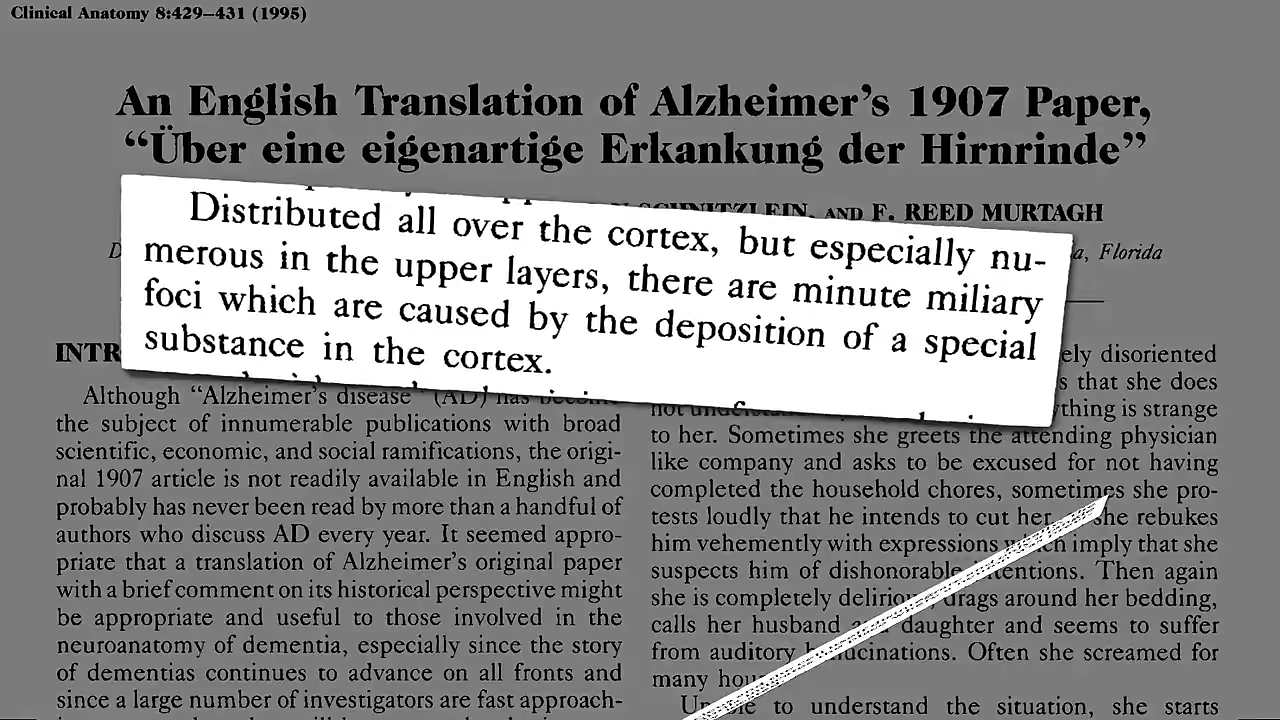 Clinical Anatomy 8:429–431 (1995)
An English Translation of Alzheimer's 1907 Paper,
“Über eine eigenartige Erkankung der Hirnrinde”
SCHNITZLEIN, AND F. REED MURTAGH
Florida
Distributed all over the cortex, but especially nu-
merous in the upper layers, there are minute miliary
foci which are caused by the deposition of a special
substance in the cortex.
INTR
Although “Alzheimer's disease” (AD) has become
the subject of innumerable publications with broad
scientific, economic, and social ramifications, the origi-
nal 1907 article is not readily available in English and
probably has never been read by more than a handful of
authors who discuss AD every year. It seemed appro-
priate that a translation of Alzheimer's original paper
with a brief comment on its historical perspective might
be appropriate and useful to those involved in the
neuroanatomy of dementia, especially since the story
of dementias continues to advance on all fronts and
since a large number of investigators are fast approach-
ely disoriented
s that she does
not ything is strange
to her. Sometimes she greets the attending physician
like company and asks to be excused for not having
completed the household chores, sometimes she pro-
tests loudly that he intends to cut her she rebukes
him vehemently with expressions which imply that she
suspects him of dishonorable intentions. Then again
she is completely delirious, drags around her bedding,
calls her husband and daughter and seems to suffer
from auditory hallucinations. Often she screamed for
many hou
Unable to understand the situation, she starts